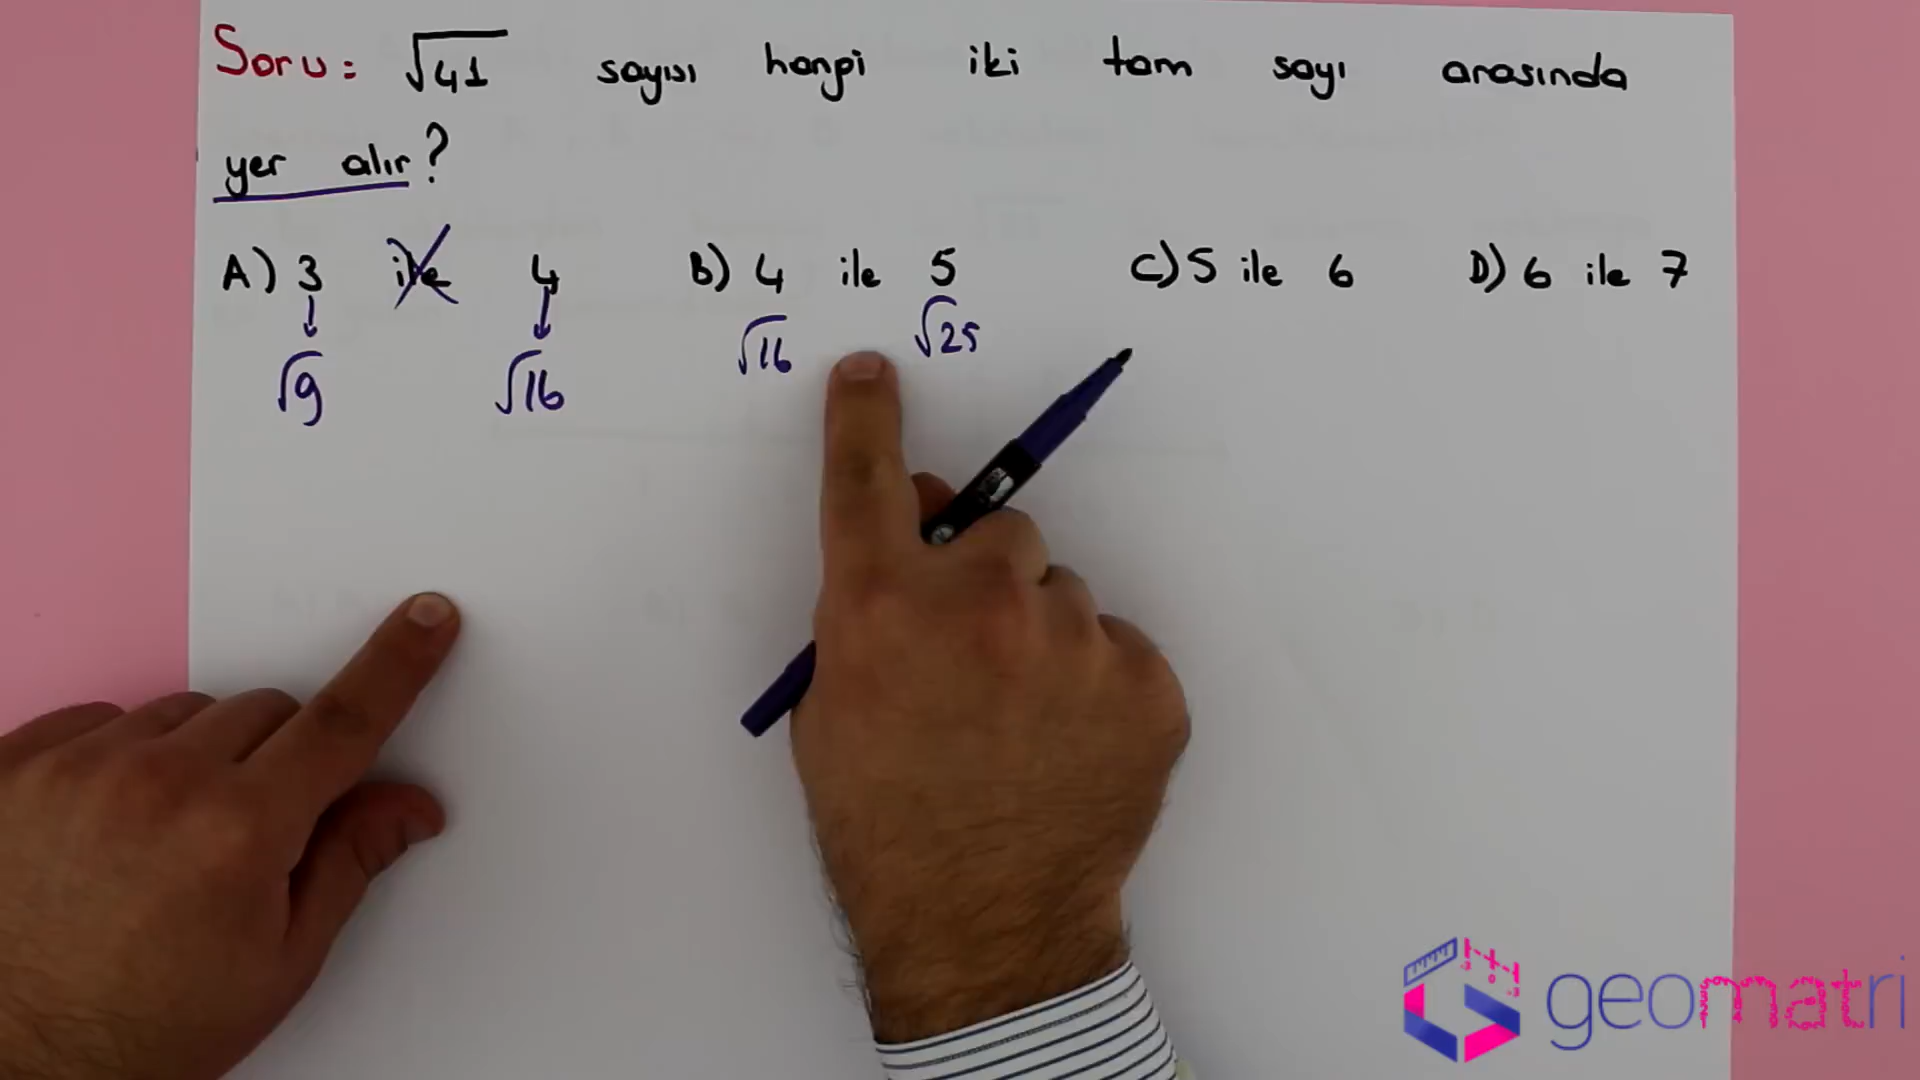 Soru: √41 sayısı hangi iki tam sayı arasında
yer alır?
A) 3 ile 4 B) 4 ile 5 C) 5 ile 6 D) 6 ile 7
√9 √16 √16 √25
geomatri